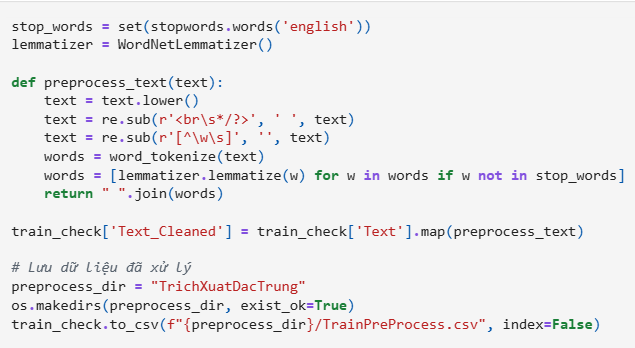 stop_words = set(stopwords.words('english'))
lemmatizer = WordNetLemmatizer()

def preprocess_text(text):
    text = text.lower()
    text = re.sub(r'<br\s*/?>', ' ', text)
    text = re.sub(r'[^\w\s]', '', text)
    words = word_tokenize(text)
    words = [lemmatizer.lemmatize(w) for w in words if w not in stop_words]
    return " ".join(words)

train_check['Text_Cleaned'] = train_check['Text'].map(preprocess_text)

# Lưu dữ liệu đã xử lý
preprocess_dir = "TrichXuatDacTrung"
os.makedirs(preprocess_dir, exist_ok=True)
train_check.to_csv(f"{preprocess_dir}/TrainPreProcess.csv", index=False)